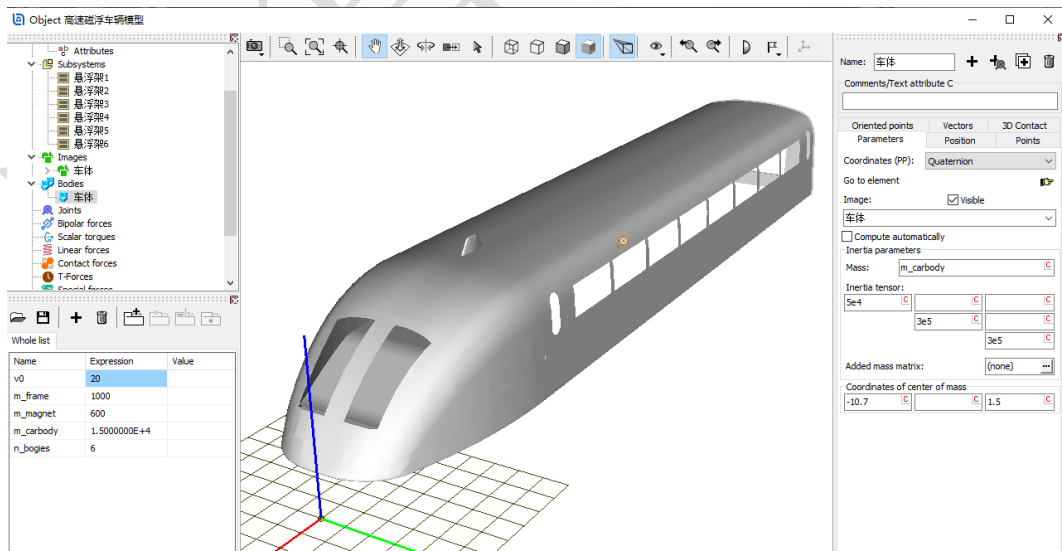 Object 高速磁浮车辆模型
Attributes
Subsystems
悬浮架1
悬浮架2
悬浮架3
悬浮架4
悬浮架5
悬浮架6
Images
车体
Bodies
车体
Joints
Bipolar forces
Scalar torques
Linear forces
Contact forces
T-Forces
Special forces
Whole list
Name Expression Value
v0 20
m_frame 1000
m_magnet 600
m_carbody 1.5000000E+4
n_bogies 6
Name: 车体
Comments/Text attribute C
Oriented points Vectors 3D Contact
Parameters Position Points
Coordinates (PP): Quaternion
Go to element
Image: Visible
车体
Compute automatically
Inertia parameters
Mass: m_carbody C
Inertia tensor:
5e4 C C C
3e5 C C
3e5 C
Added mass matrix: (none) ...
Coordinates of center of mass
-10.7 C C 1.5 C